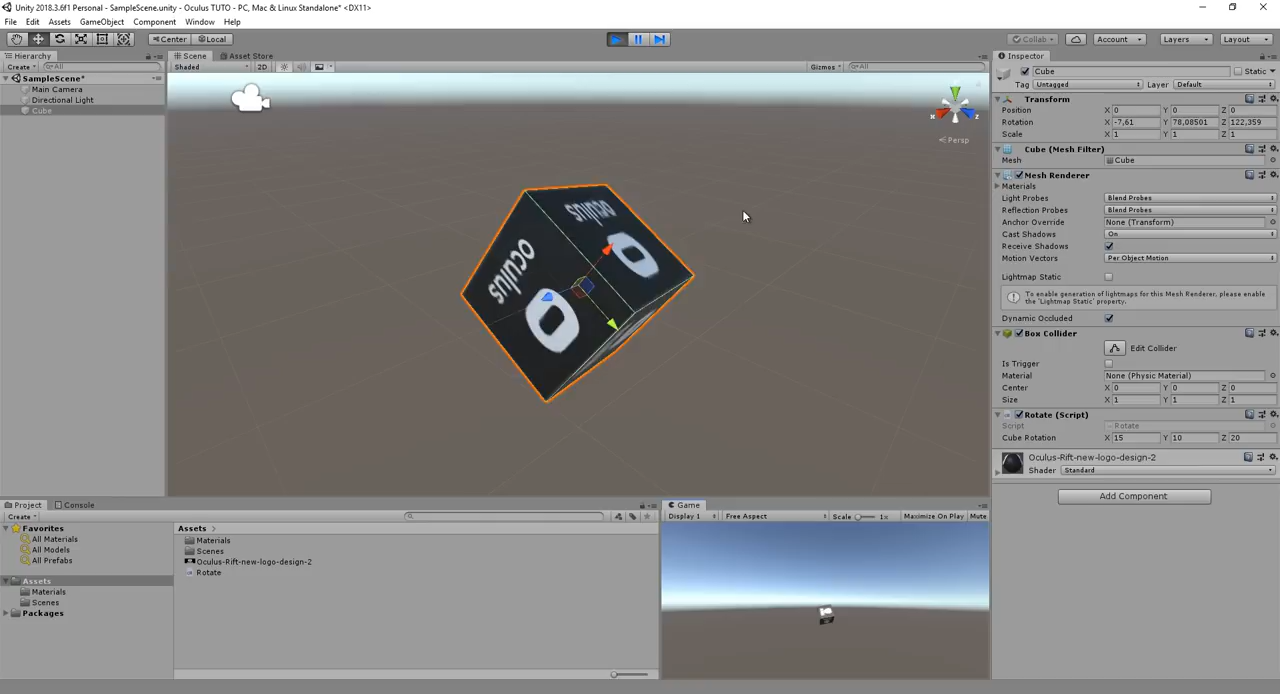 Unity 2018.3.6f1 Personal - SampleScene.unity - Oculus TUTO - PC, Mac & Linux Standalone* <DX11>
File Edit Assets GameObject Component Window Help
Center Local Collab Account Layers Layout
Hierarchy Scene Asset Store Inspector
Create All Shaded 2D Gizmos All Cube Static
SampleScene*
Main Camera
Directional Light
Cube
Tag Untagged Layer Default
Transform
Position X 0 Y 0 Z 0
Rotation X -7,61 Y 78,08501 Z 122,359
Scale X 1 Y 1 Z 1
x z
Persp
Cube (Mesh Filter)
Mesh Cube
Mesh Renderer
Materials
Light Probes Blend Probes
Reflection Probes Blend Probes
Anchor Override None (Transform)
Cast Shadows On
Receive Shadows
Motion Vectors Per Object Motion
Lightmap Static
To enable generation of lightmaps for this Mesh Renderer, please enable
the 'Lightmap Static' property.
Dynamic Occluded
oculus
oculus
Box Collider
Edit Collider
Is Trigger
Material None (Physic Material)
Center X 0 Y 0 Z 0
Size X 1 Y 1 Z 1
Rotate (Script)
Script Rotate
Cube Rotation X 15 Y 10 Z 20
Oculus-Rift-new-logo-design-2
Shader Standard
Add Component
Project Console
Create
Favorites
All Materials
All Models
All Prefabs
Assets
Materials
Scenes
Packages
Assets
Materials
Scenes
Oculus-Rift-new-logo-design-2
Rotate
Game
Display 1 Free Aspect Scale 1x Maximize On Play Mute